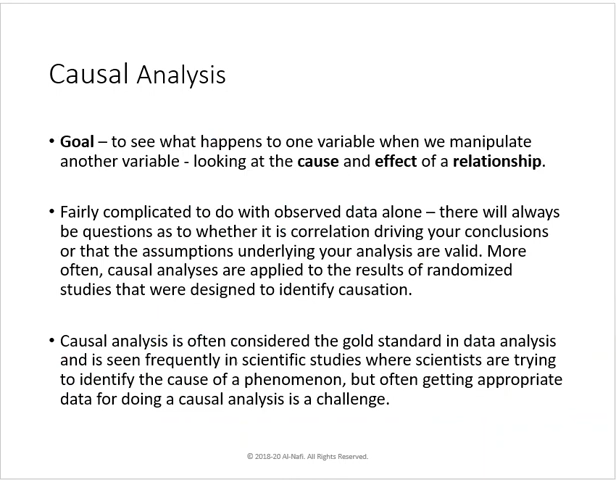 Causal Analysis
• Goal – to see what happens to one variable when we manipulate
another variable - looking at the cause and effect of a relationship.
• Fairly complicated to do with observed data alone – there will always
be questions as to whether it is correlation driving your conclusions
or that the assumptions underlying your analysis are valid. More
often, causal analyses are applied to the results of randomized
studies that were designed to identify causation.
• Causal analysis is often considered the gold standard in data analysis
and is seen frequently in scientific studies where scientists are trying
to identify the cause of a phenomenon, but often getting appropriate
data for doing a causal analysis is a challenge.
© 2018-20 Al-Nafi. All Rights Reserved.